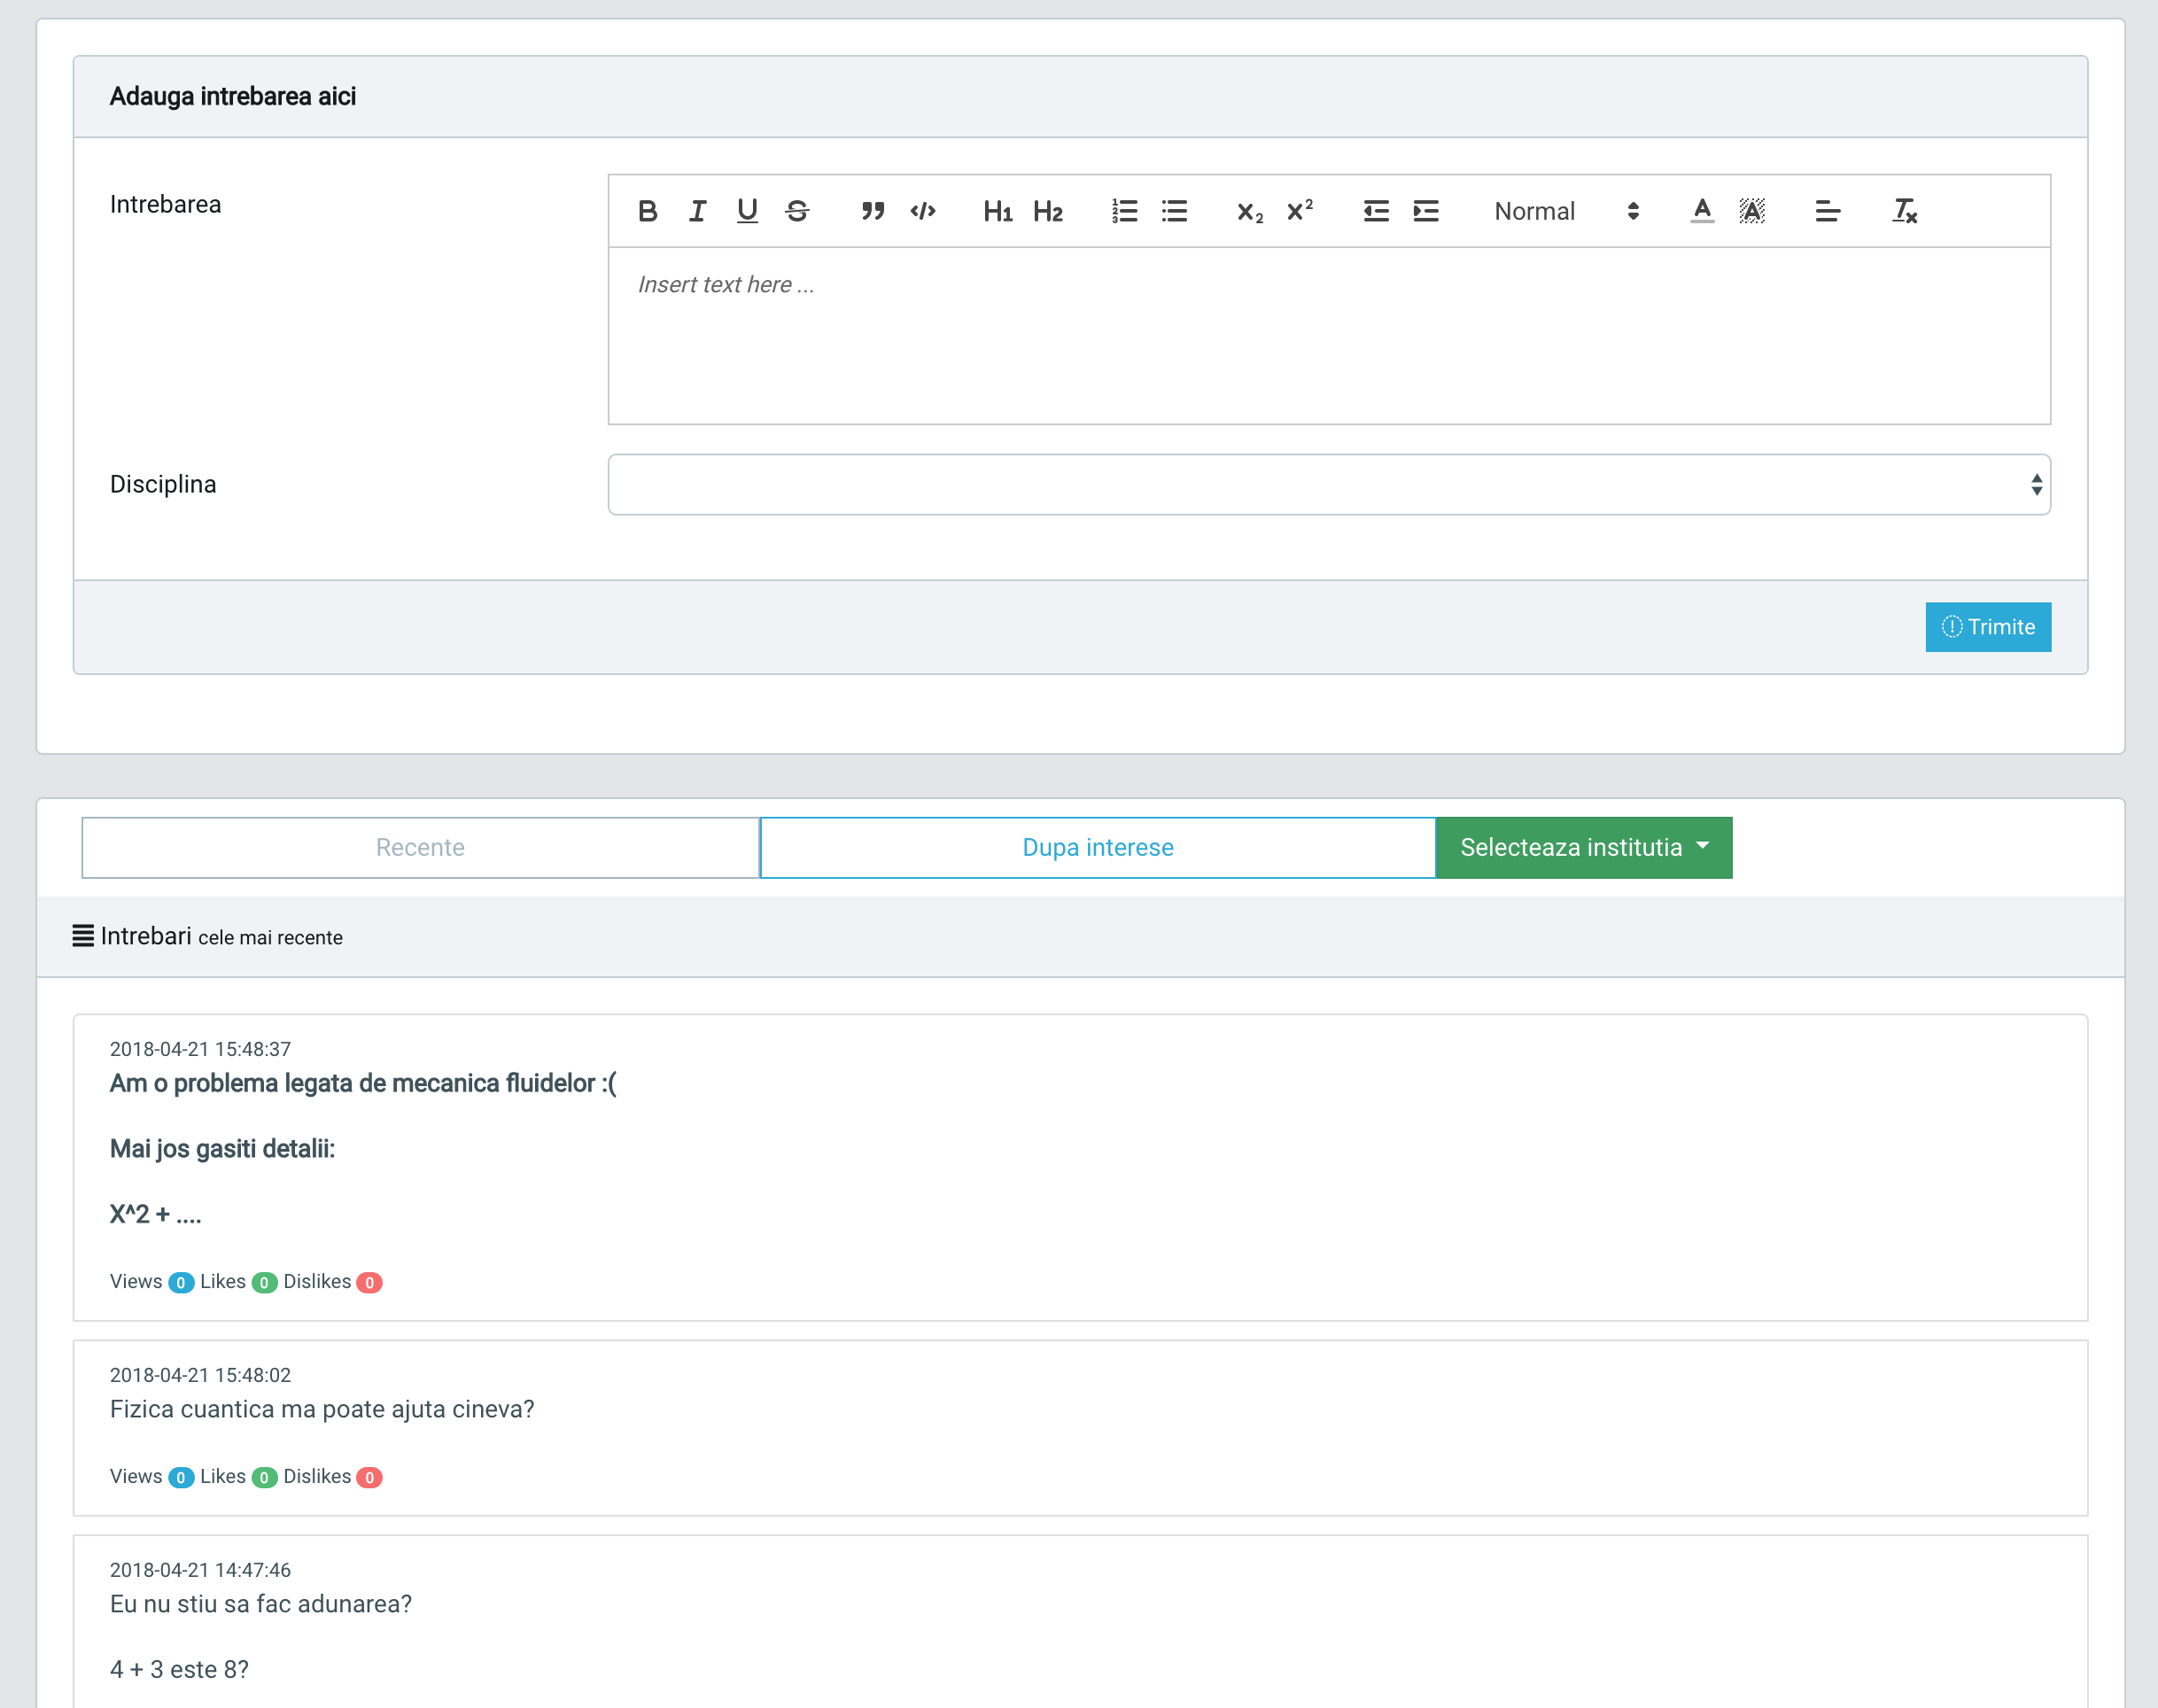 Adauga intrebarea aici
Intrebarea
B I U S ” </> H1 H2 x2 x2 Normal A A Tx
Insert text here ...
Disciplina
Trimite
Recente Dupa interese Selecteaza institutia
Intrebari cele mai recente
2018-04-21 15:48:37
Am o problema legata de mecanica fluidelor :(
Mai jos gasiti detalii:
X^2 + ....
Views 0 Likes 0 Dislikes 0
2018-04-21 15:48:02
Fizica cuantica ma poate ajuta cineva?
Views 0 Likes 0 Dislikes 0
2018-04-21 14:47:46
Eu nu stiu sa fac adunarea?
4 + 3 este 8?